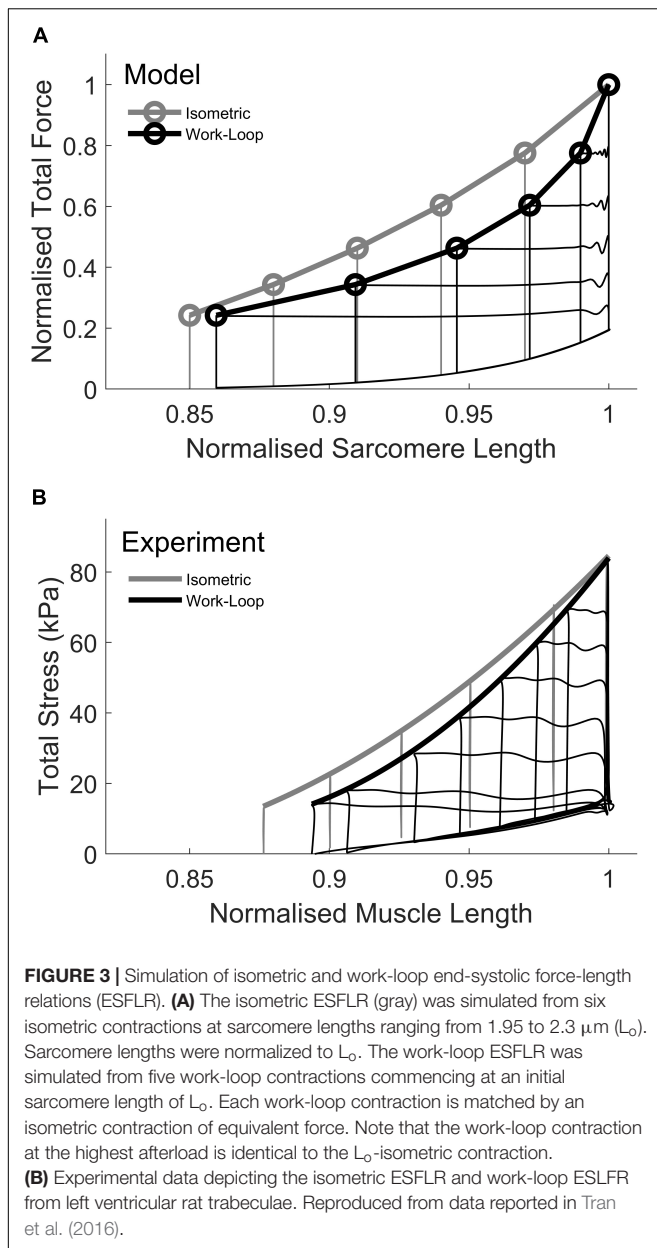 A
Model
Isometric
Work-Loop
Normalised Total Force
1
0.8
0.6
0.4
0.2
0
0.85
0.9
0.95
1
Normalised Sarcomere Length
B
Experiment
Isometric
Work-Loop
Total Stress (kPa)
80
60
40
20
0
0.85
0.9
0.95
1
Normalised Muscle Length
FIGURE 3 | Simulation of isometric and work-loop end-systolic force-length
relations (ESFLR). (A) The isometric ESFLR (gray) was simulated from six
isometric contractions at sarcomere lengths ranging from 1.95 to 2.3 μm (Lo).
Sarcomere lengths were normalized to Lo. The work-loop ESFLR was
simulated from five work-loop contractions commencing at an initial
sarcomere length of Lo. Each work-loop contraction is matched by an
isometric contraction of equivalent force. Note that the work-loop contraction
at the highest afterload is identical to the Lo-isometric contraction.
(B) Experimental data depicting the isometric ESFLR and work-loop ESLFR
from left ventricular rat trabeculae. Reproduced from data reported in Tran
et al. (2016).